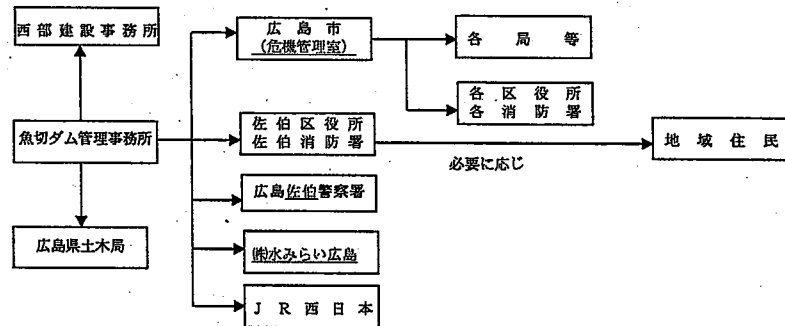 西部建設事務所
広島市
(危機管理室)
各局等
各区役所
各消防署
魚切ダム管理事務所
佐伯区役所
佐伯消防署
必要に応じ
地域住民
広島佐伯警察署
広島県土木局
㈱水みらい広島
JR西日本